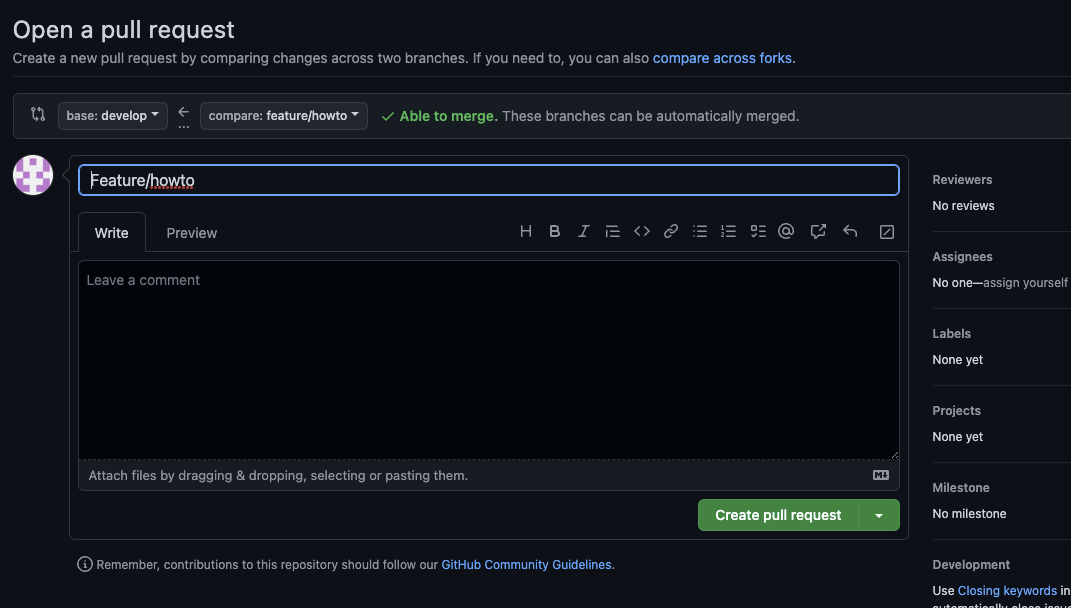 Open a pull request
Create a new pull request by comparing changes across two branches. If you need to, you can also compare across forks.
base: develop ... compare: feature/howto Able to merge. These branches can be automatically merged.
Feature/howto
Write Preview
Leave a comment
Attach files by dragging & dropping, selecting or pasting them.
Create pull request
Remember, contributions to this repository should follow our GitHub Community Guidelines.
Reviewers
No reviews
Assignees
No one—assign yourself
Labels
None yet
Projects
None yet
Milestone
No milestone
Development
Use Closing keywords in
automatically close issu